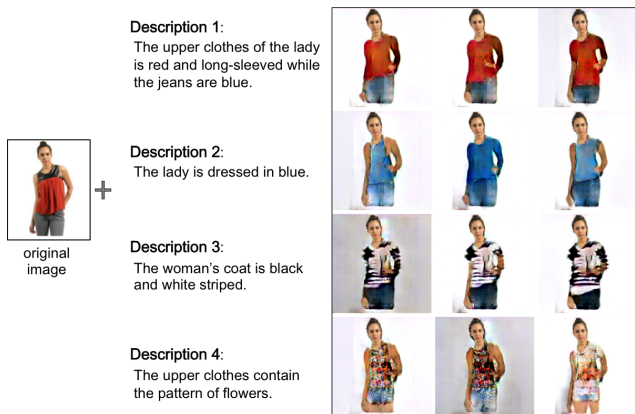 Description 1:
The upper clothes of the lady
is red and long-sleeved while
the jeans are blue.
Description 2:
The lady is dressed in blue.
original
image
Description 3:
The woman's coat is black
and white striped.
Description 4:
The upper clothes contain
the pattern of flowers.